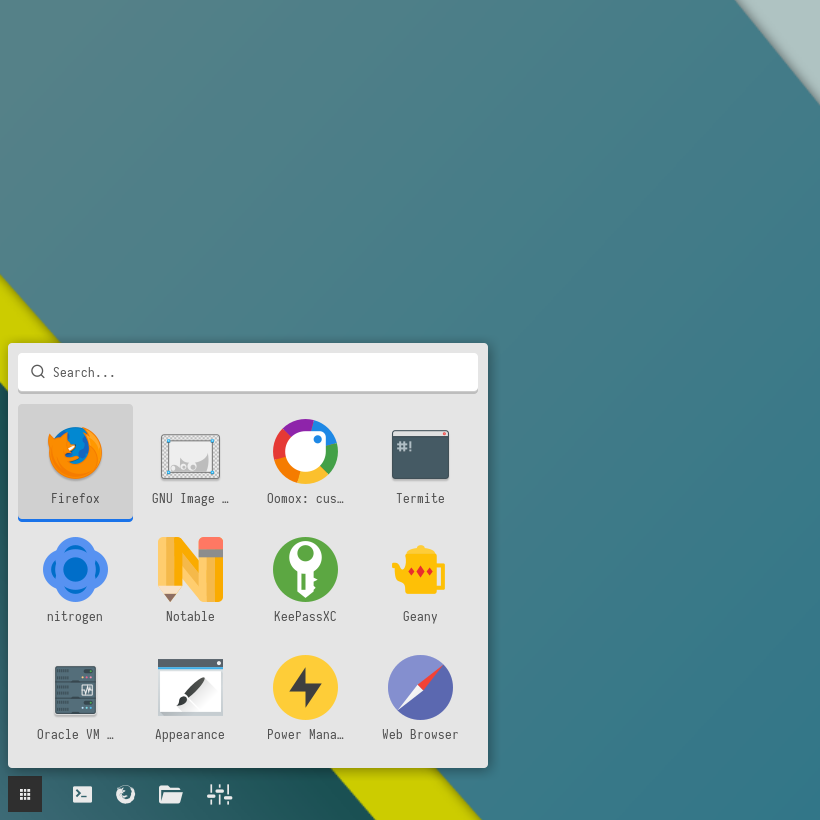 Search...
Firefox
GNU Image …
Oomox: cus…
Termite
#!
nitrogen
Notable
KeePassXC
Geany
Oracle VM …
Appearance
Power Mana…
Web Browser